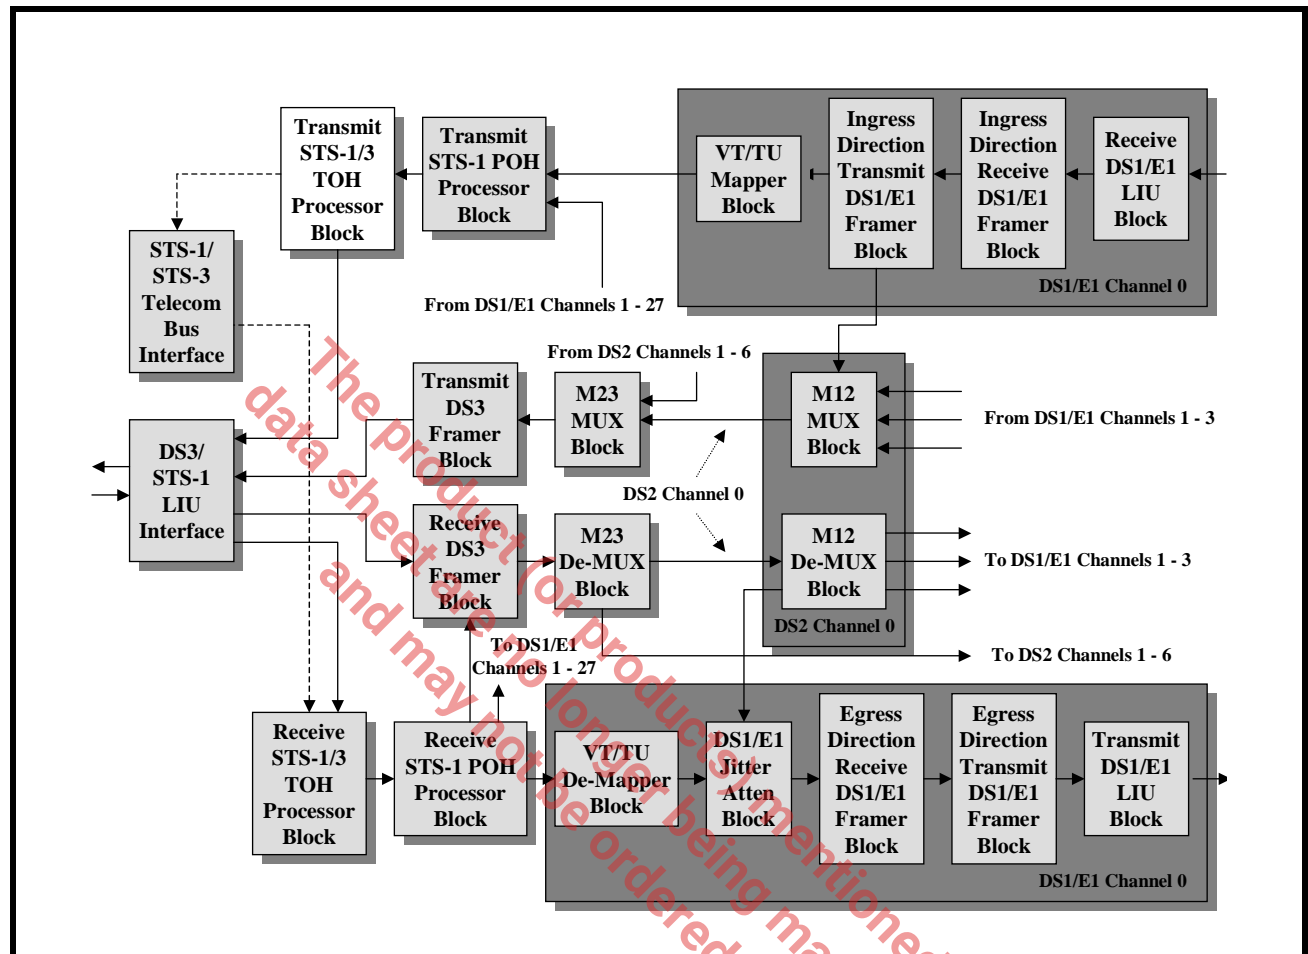 Transmit
STS-1/3
TOH
Processor
Block
Transmit
STS-1 POH
Processor
Block
VT/TU
Mapper
Block
Ingress
Direction
Transmit
DS1/E1
Framer
Block
Ingress
Direction
Receive
DS1/E1
Framer
Block
Receive
DS1/E1
LIU
Block
DS1/E1 Channel 0
From DS1/E1 Channels 1 - 27
STS-1/
STS-3
Telecom
Bus
Interface
From DS2 Channels 1 - 6
Transmit
DS3
Framer
Block
M23
MUX
Block
M12
MUX
Block
From DS1/E1 Channels 1 - 3
DS3/
STS-1
LIU
Interface
DS2 Channel 0
Receive
DS3
Framer
Block
M23
De-MUX
Block
M12
De-MUX
Block
To DS1/E1 Channels 1 - 3
DS2 Channel 0
To DS1/E1
Channels 1 - 27
To DS2 Channels 1 - 6
Receive
STS-1/3
TOH
Processor
Block
Receive
STS-1 POH
Processor
Block
VT/TU
De-Mapper
Block
DS1/E1
Jitter
Atten
Block
Egress
Direction
Receive
DS1/E1
Framer
Block
Egress
Direction
Transmit
DS1/E1
Framer
Block
Transmit
DS1/E1
LIU
Block
DS1/E1 Channel 0
The product (or products) mentioned
data sheet are no longer being
and may not be ordered